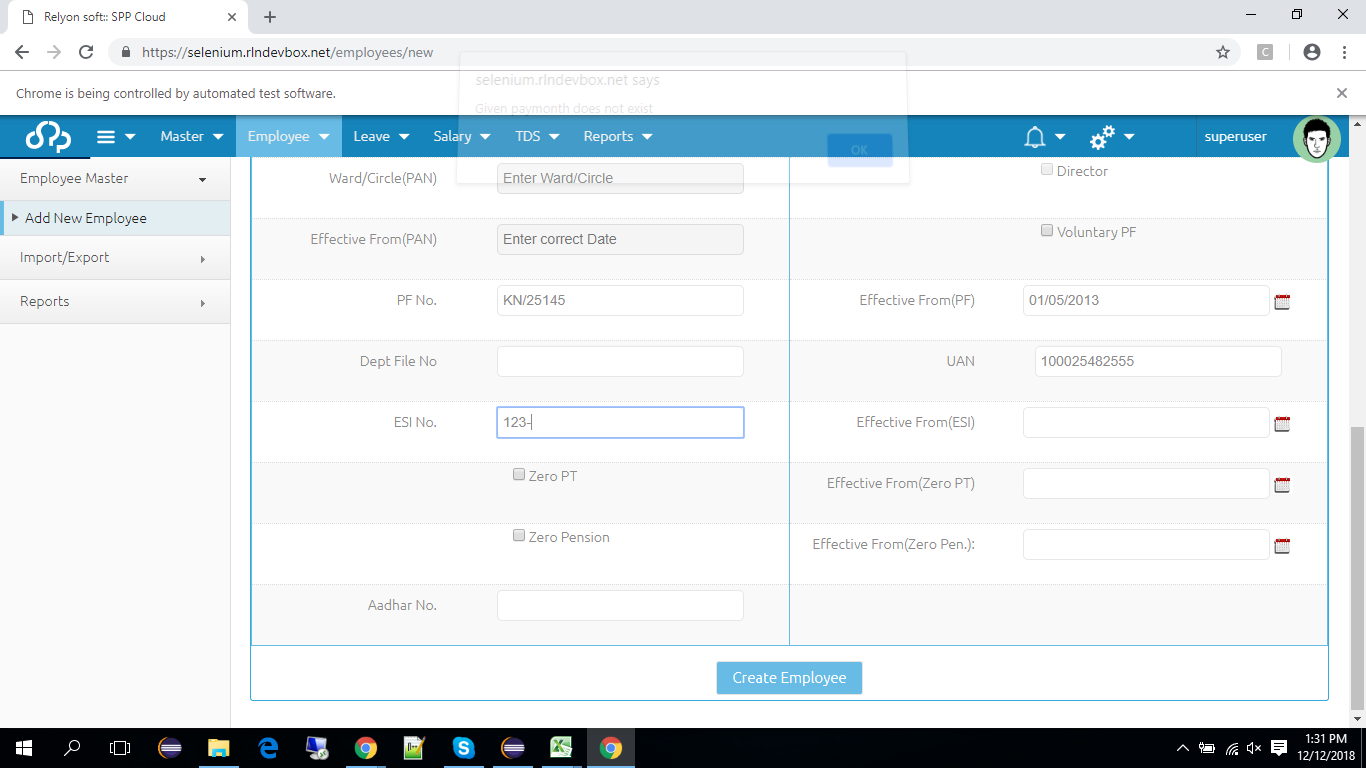 Relyon soft:: SPP Cloud
https://selenium.rlndevbox.net/employees/new
C
Chrome is being controlled by automated test software.
selenium.rlndevbox.net says
Given paymonth does not exist
OK
Master
Employee
Leave
Salary
TDS
Reports
superuser
Employee Master
Add New Employee
Import/Export
Reports
Ward/Circle(PAN)
Enter Ward/Circle
Director
Effective From(PAN)
Enter correct Date
Voluntary PF
PF No.
KN/25145
Effective From(PF)
01/05/2013
Dept File No
UAN
100025482555
ESI No.
123-
Effective From(ESI)
Zero PT
Effective From(Zero PT)
Zero Pension
Effective From(Zero Pen.):
Aadhar No.
Create Employee
1:31 PM
12/12/2018